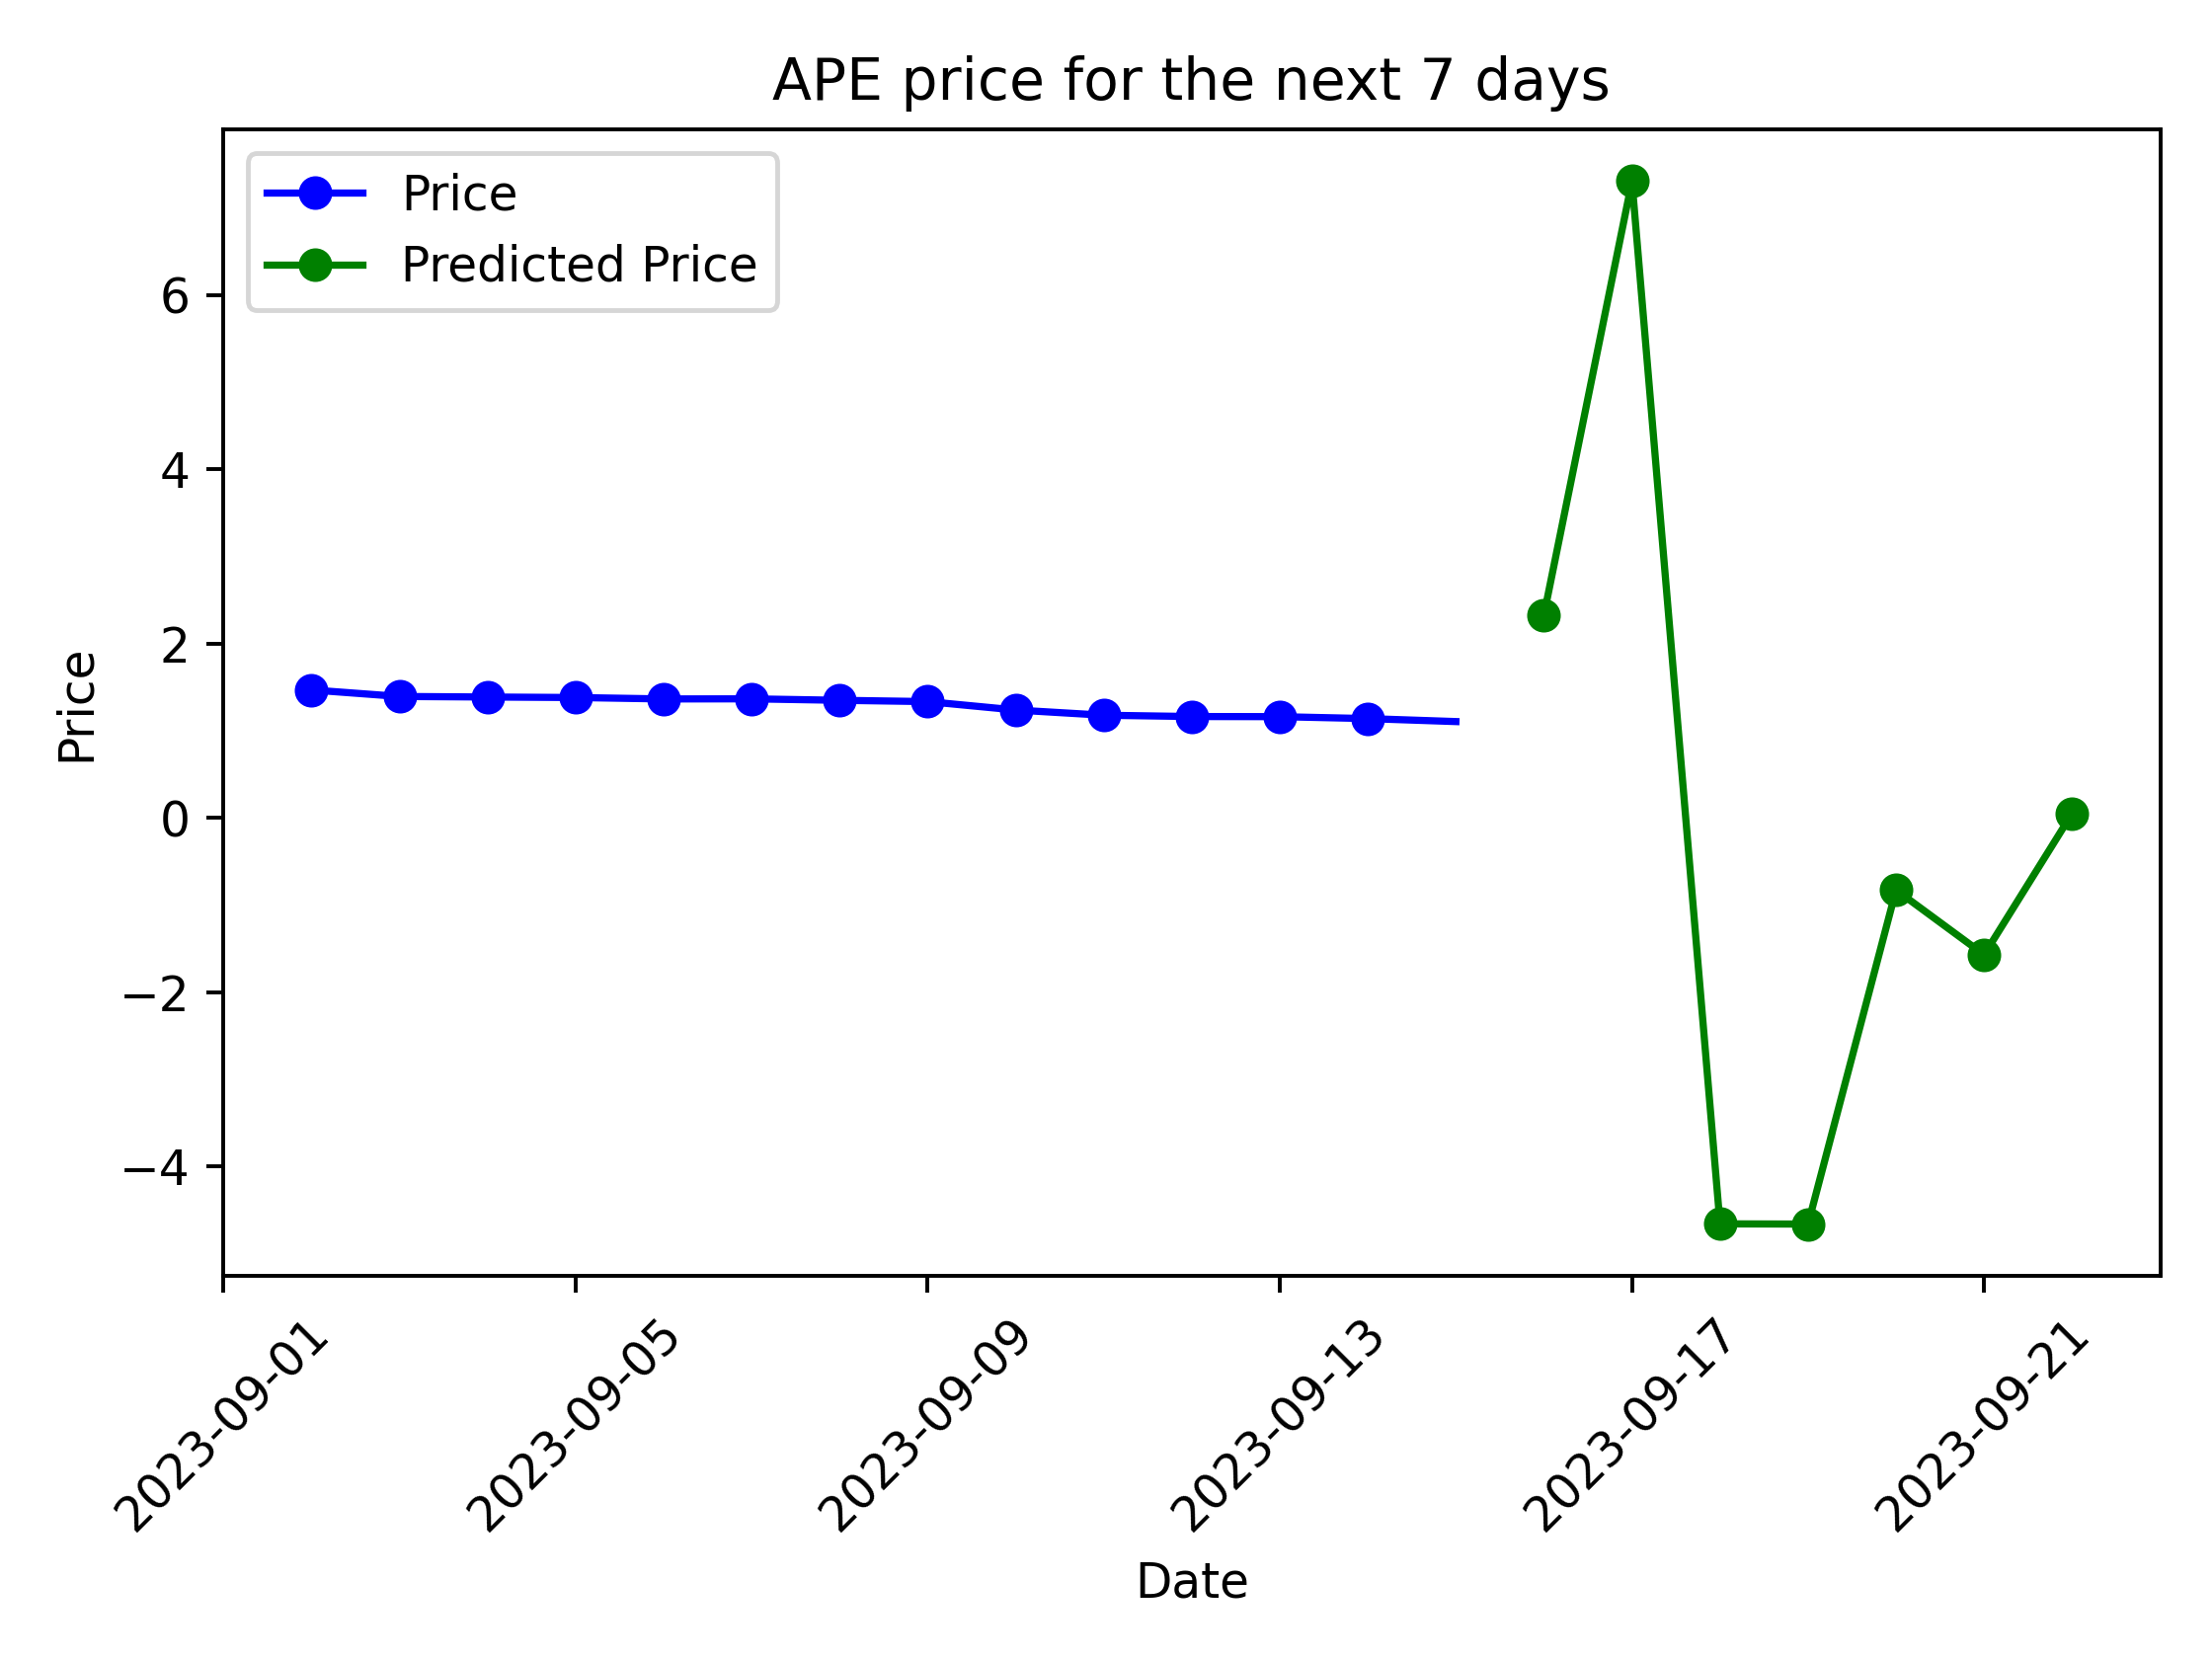 APE price for the next 7 days
Price
Predicted Price
6
4
2
0
−2
−4
Price
2023-09-01
2023-09-05
2023-09-09
2023-09-13
2023-09-17
2023-09-21
Date